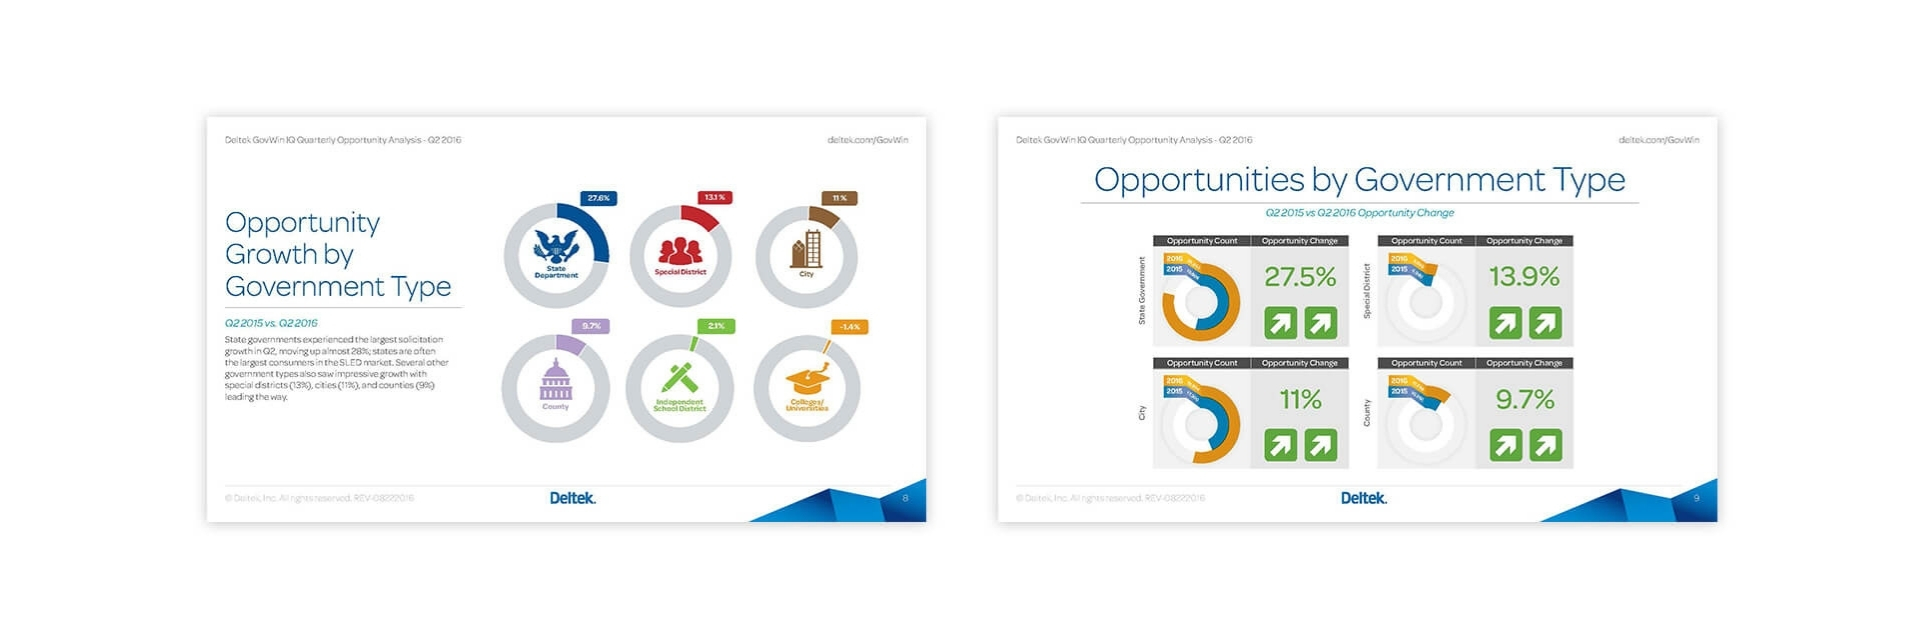 Deltek GovWin IQ Quarterly Opportunity Analysis - Q2 2016
deltek.com/GovWin
Opportunity
Growth by
Government Type
Q2 2015 vs. Q2 2016
State governments experienced the largest solicitation
growth in Q2, moving up almost 28%; states are often
the largest consumers in the SLED market. Several other
government types also saw impressive growth with
special districts (13%), cities (11%), and counties (9%)
leading the way.
27.6%
State
Department
13.1%
Special District
11%
City
9.7%
County
2.1%
Independent
School District
-1.4%
Colleges/
Universities
© Deltek, Inc. All rights reserved. REV-08222016
Deltek.
8
Deltek GovWin IQ Quarterly Opportunity Analysis - Q2 2016
deltek.com/GovWin
Opportunities by Government Type
Q2 2015 vs Q2 2016 Opportunity Change
State Government
Opportunity Count
Opportunity Change
2016
2015
27.5%
Special District
Opportunity Count
Opportunity Change
2016
2015
13.9%
City
Opportunity Count
Opportunity Change
2016
2015
11%
County
Opportunity Count
Opportunity Change
2016
2015
9.7%
© Deltek, Inc. All rights reserved. REV-08222016
Deltek.
9